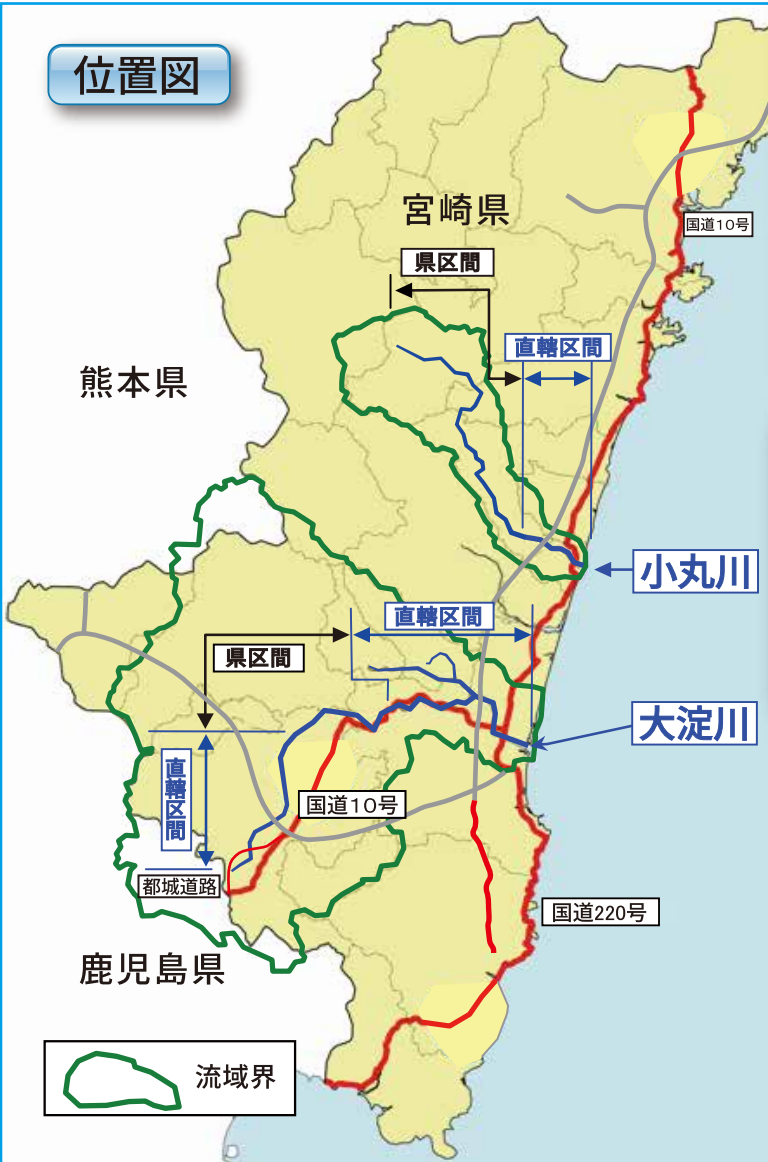 位置図
宮崎県
国道10号
県区間
直轄区間
熊本県
小丸川
直轄区間
県区間
大淀川
直轄区間
国道10号
都城道路
国道220号
鹿児島県
流域界